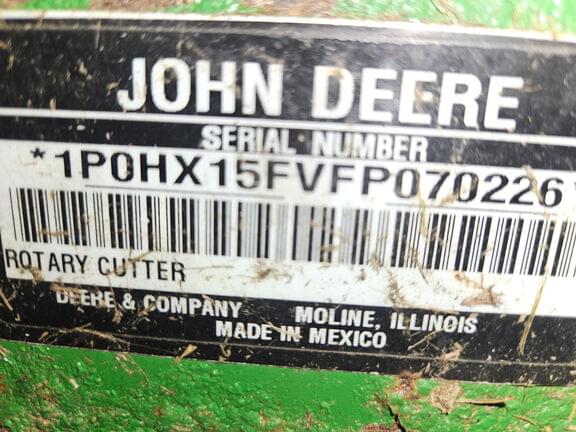 JOHN DEERE
SERIAL NUMBER
*1P0HX15FVFP070226*
ROTARY CUTTER
DEERE & COMPANY MOLINE, ILLINOIS
MADE IN MEXICO